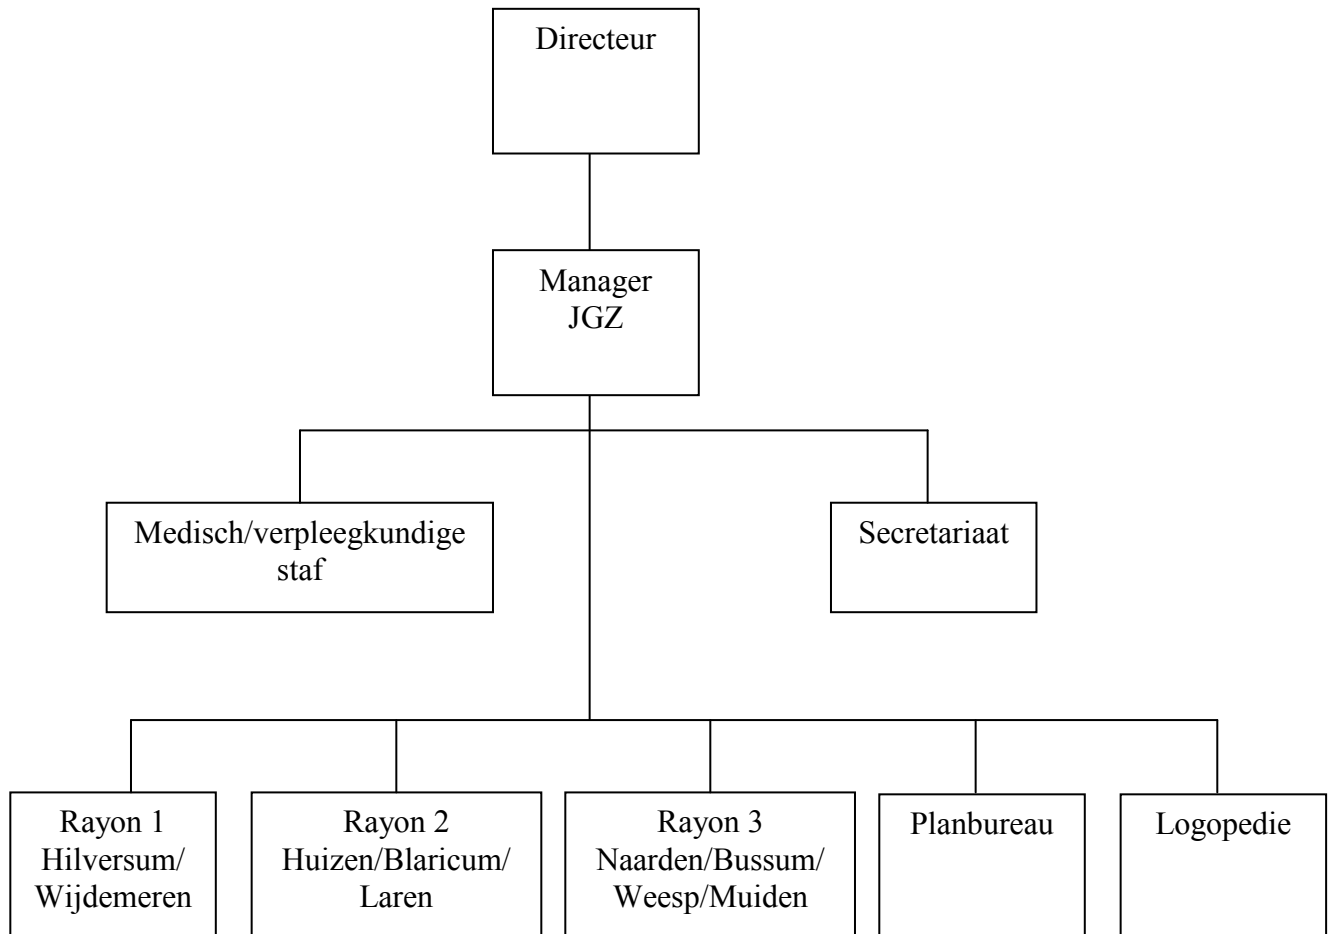 Directeur
Manager
JGZ
Medisch/verpleegkundige
staf
Secretariaat
Rayon 1
Hilversum/
Wijdemeren
Rayon 2
Huizen/Blaricum/
Laren
Rayon 3
Naarden/Bussum/
Weesp/Muiden
Planbureau
Logopedie